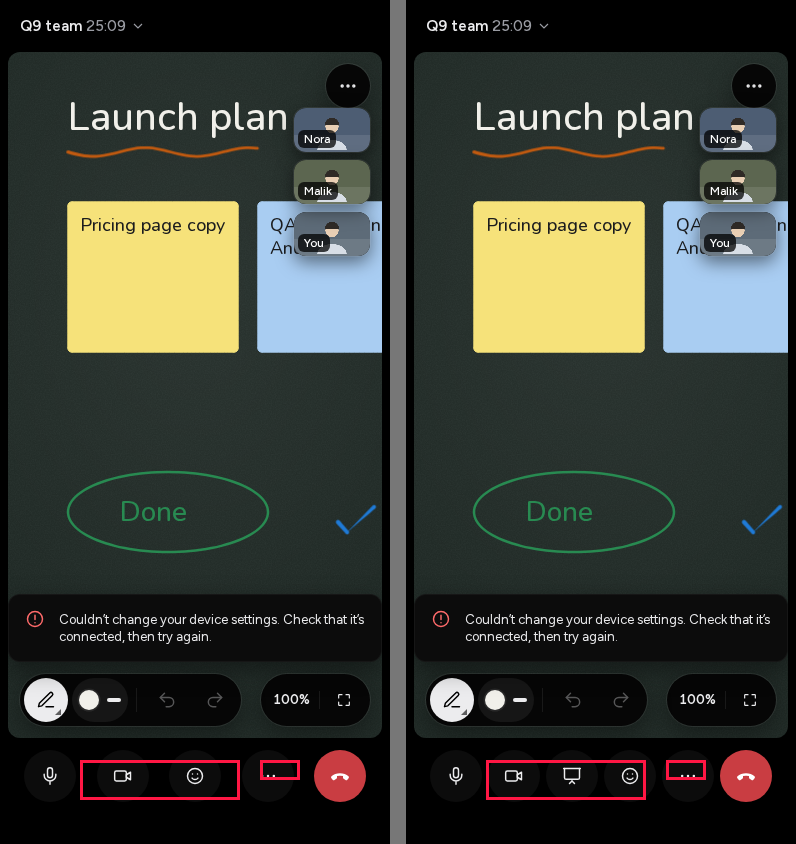 Q9 team 25:09
Launch plan
Nora
Malik
Pricing page copy
QA
You
Done
Couldn't change your device settings. Check that it's
connected, then try again.
100%
Q9 team 25:09
Launch plan
Nora
Malik
Pricing page copy
QA
You
Done
Couldn't change your device settings. Check that it's
connected, then try again.
100%